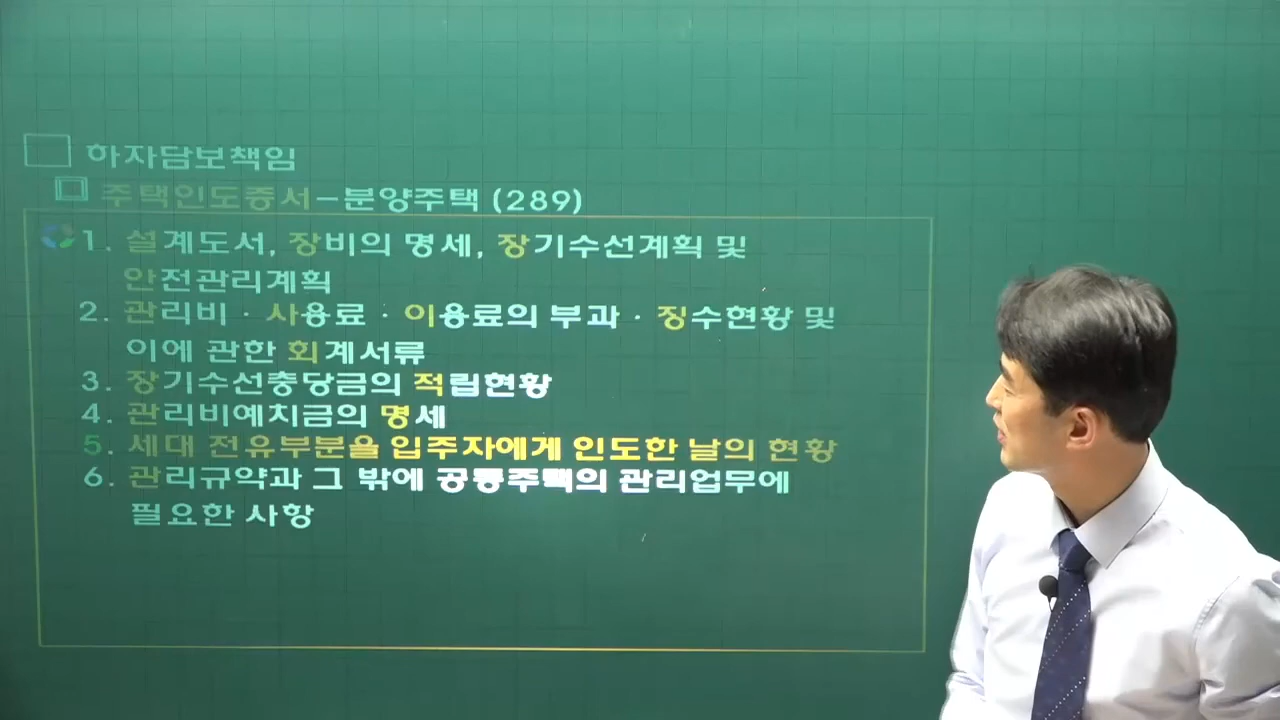 하자담보책임
주택인도증서-분양주택 (289)
1. 설계도서, 장비의 명세, 장기수선계획 및
안전관리계획
2. 관리비·사용료·이용료의 부과·징수현황 및
이에 관한 회계서류
3. 장기수선충당금의 적립현황
4. 관리비예치금의 명세
5. 세대 전유부분을 입주자에게 인도한 날의 현황
6. 관리규약과 그 밖에 공동주택의 관리업무에
필요한 사항